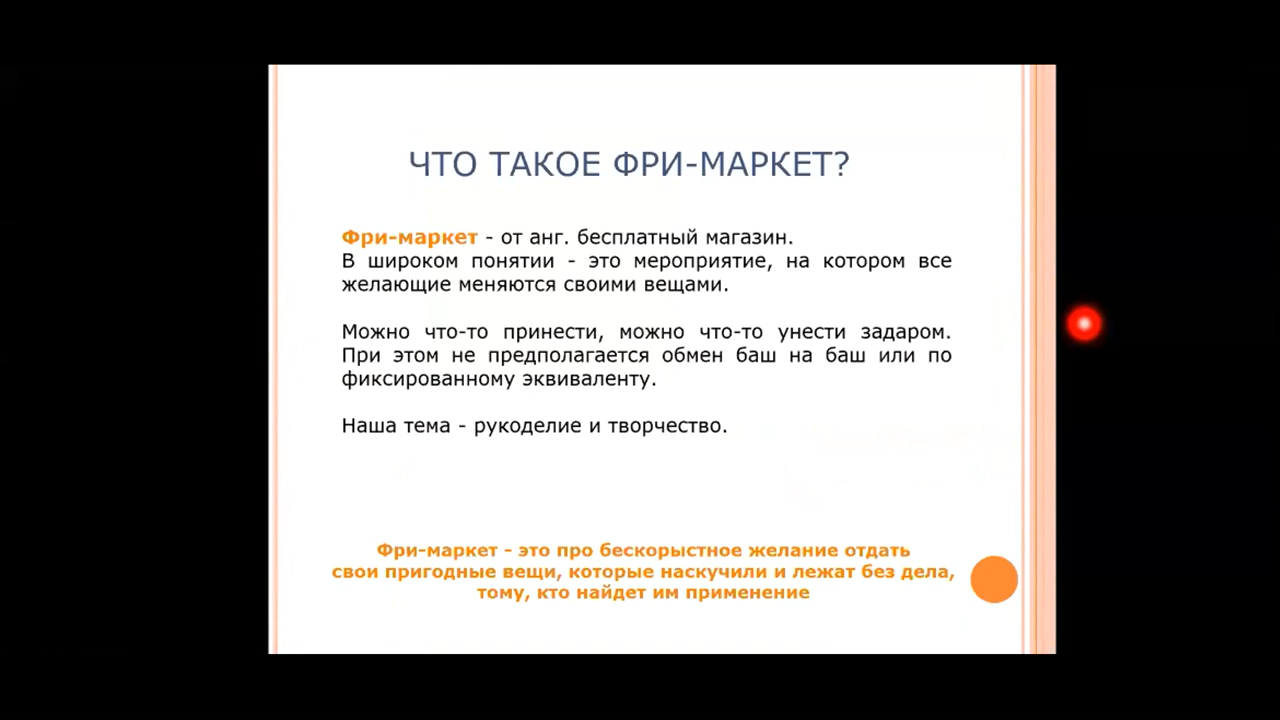 ЧТО ТАКОЕ ФРИ-МАРКЕТ?
Фри-маркет - от анг. бесплатный магазин.
В широком понятии - это мероприятие, на котором все
желающие меняются своими вещами.
Можно что-то принести, можно что-то унести задаром.
При этом не предполагается обмен баш на баш или по
фиксированному эквиваленту.
Наша тема - рукоделие и творчество.
Фри-маркет - это про бескорыстное желание отдать
свои пригодные вещи, которые наскучили и лежат без дела,
тому, кто найдет им применение